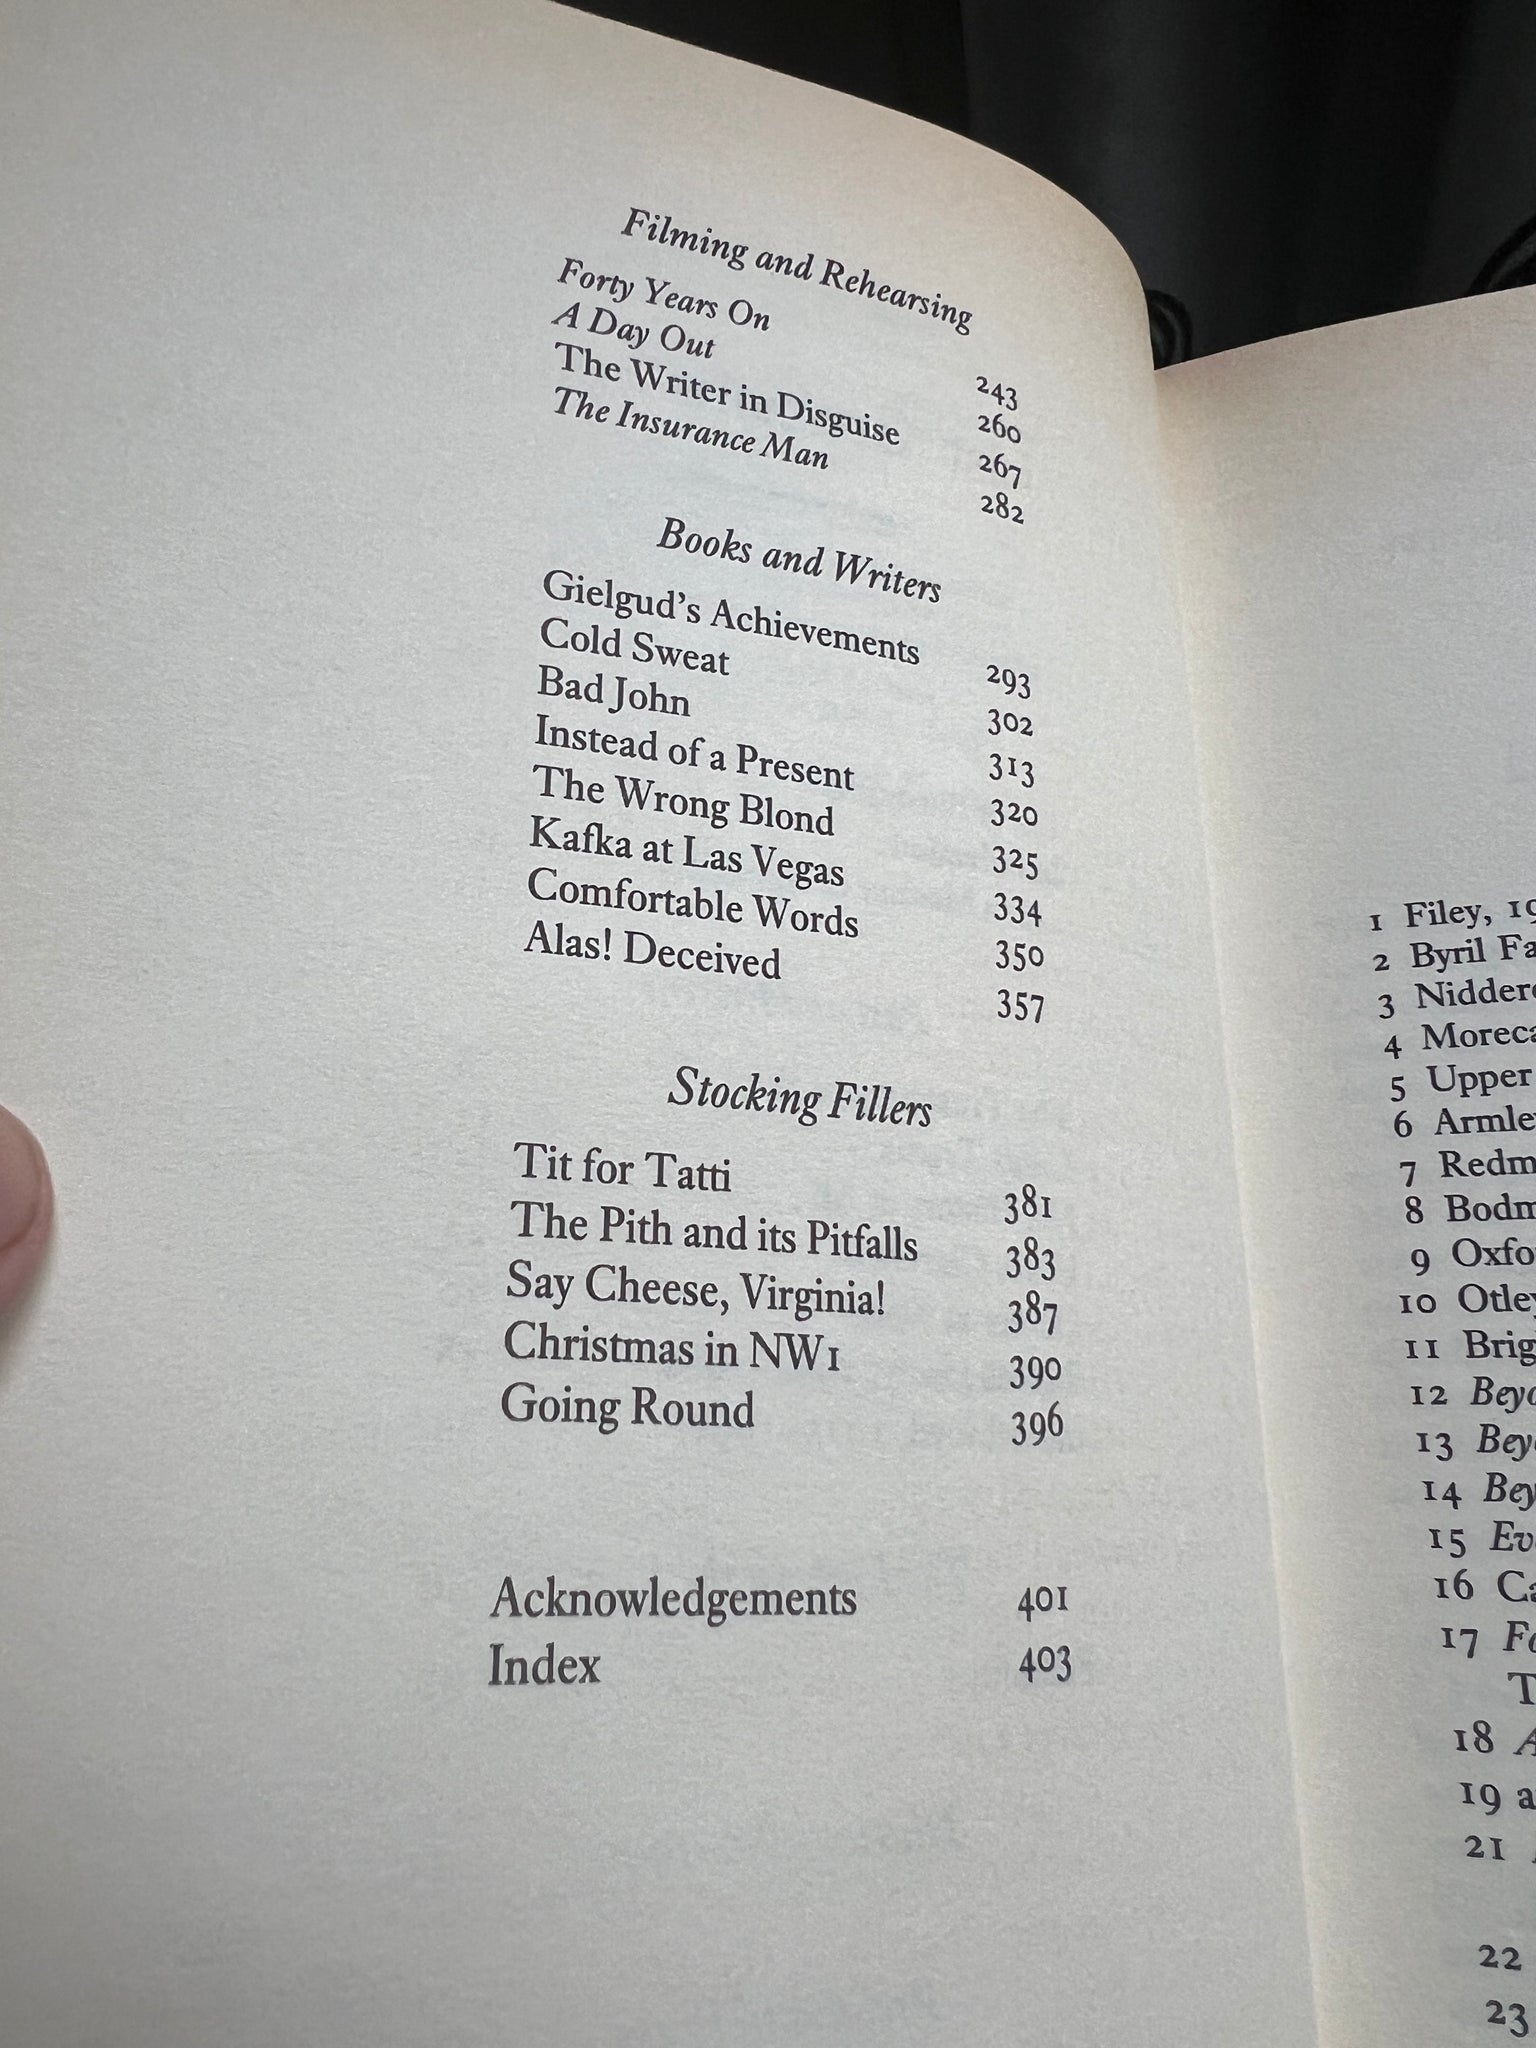 Filming and Rehearsing
Forty Years On 243
A Day Out 260
The Writer in Disguise 267
The Insurance Man 282
Books and Writers
Gielgud's Achievements 293
Cold Sweat 302
Bad John 313
Instead of a Present 320
The Wrong Blond 325
Kafka at Las Vegas 334
Comfortable Words 350
Alas! Deceived 357
Stocking Fillers
Tit for Tatti 381
The Pith and its Pitfalls 383
Say Cheese, Virginia! 387
Christmas in NW1 390
Going Round 396
Acknowledgements 401
Index 403
1 Filey,
2 Byril
3
4
5 Upper
6
7
8
9
10
11
12
13
14
15
16
17
18
19
21
22
23